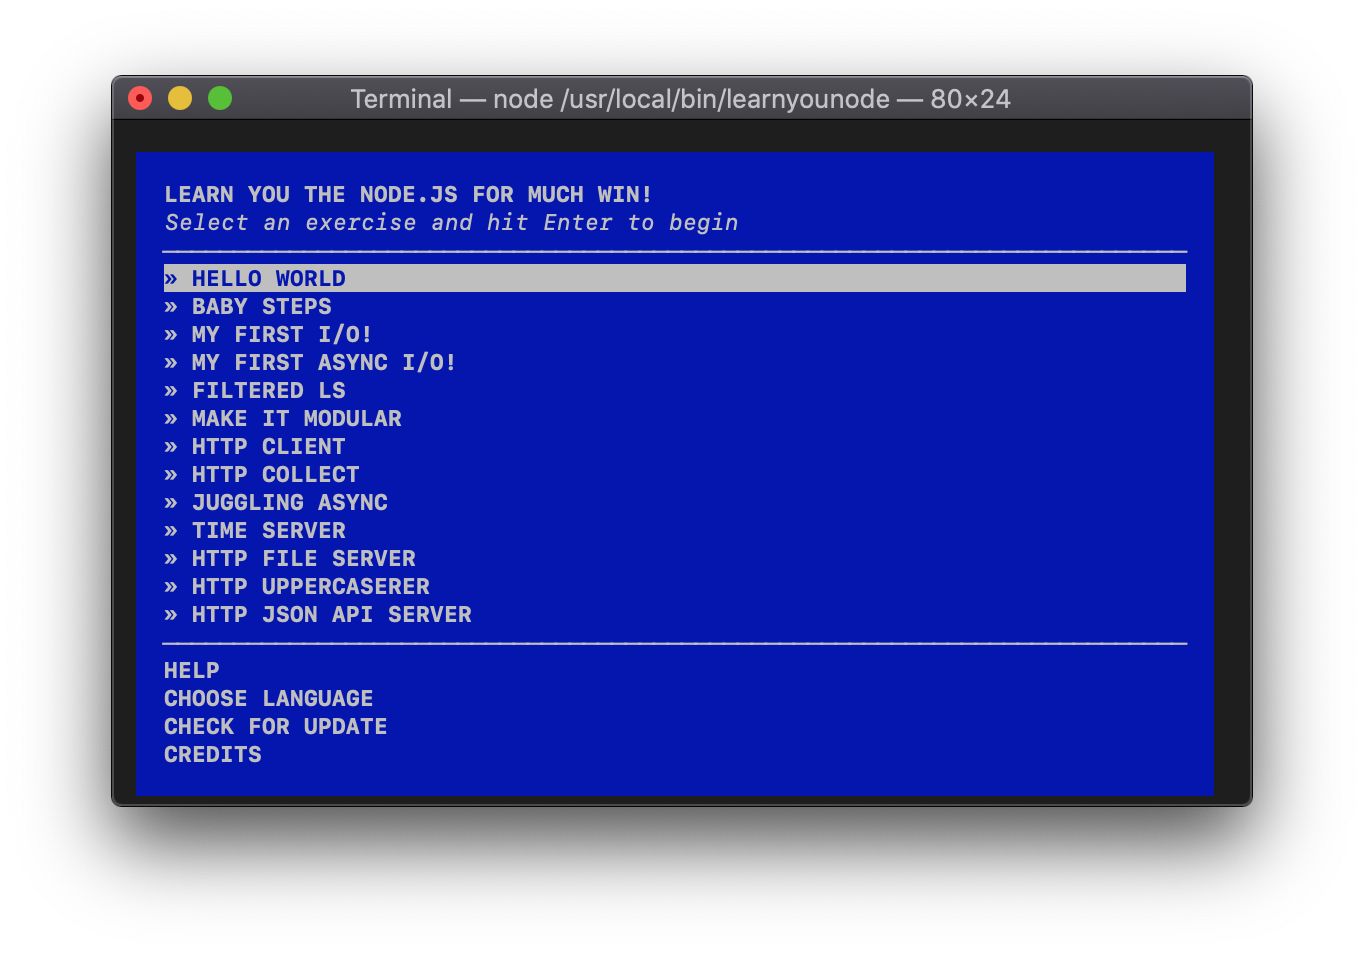 Terminal — node /usr/local/bin/learnyounode — 80×24
LEARN YOU THE NODE.JS FOR MUCH WIN!
Select an exercise and hit Enter to begin
» HELLO WORLD
» BABY STEPS
» MY FIRST I/O!
» MY FIRST ASYNC I/O!
» FILTERED LS
» MAKE IT MODULAR
» HTTP CLIENT
» HTTP COLLECT
» JUGGLING ASYNC
» TIME SERVER
» HTTP FILE SERVER
» HTTP UPPERCASERER
» HTTP JSON API SERVER
HELP
CHOOSE LANGUAGE
CHECK FOR UPDATE
CREDITS